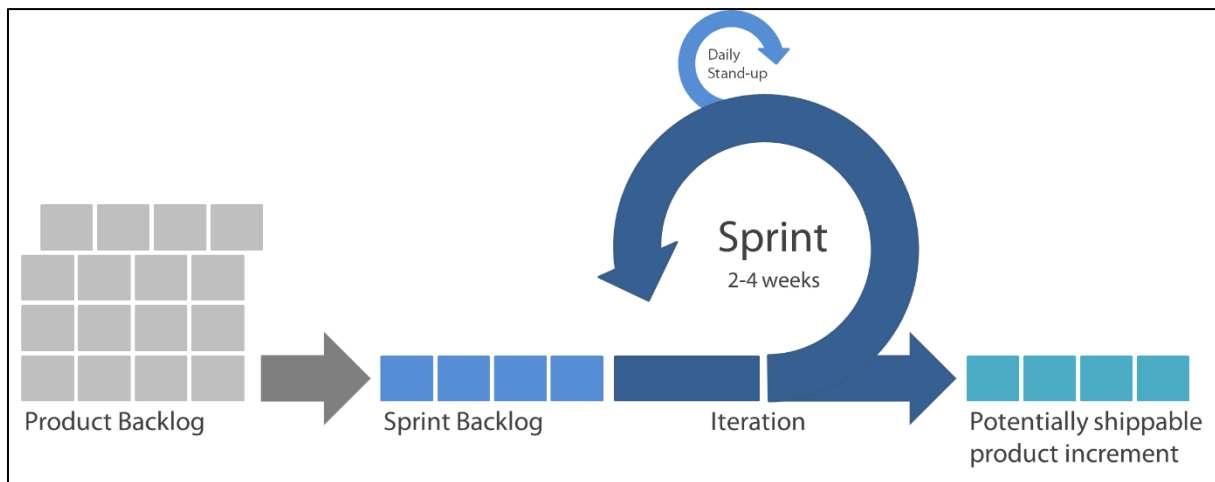 Daily
Stand-up
Sprint
2-4 weeks
Product Backlog
Sprint Backlog
Iteration
Potentially shippable
product increment